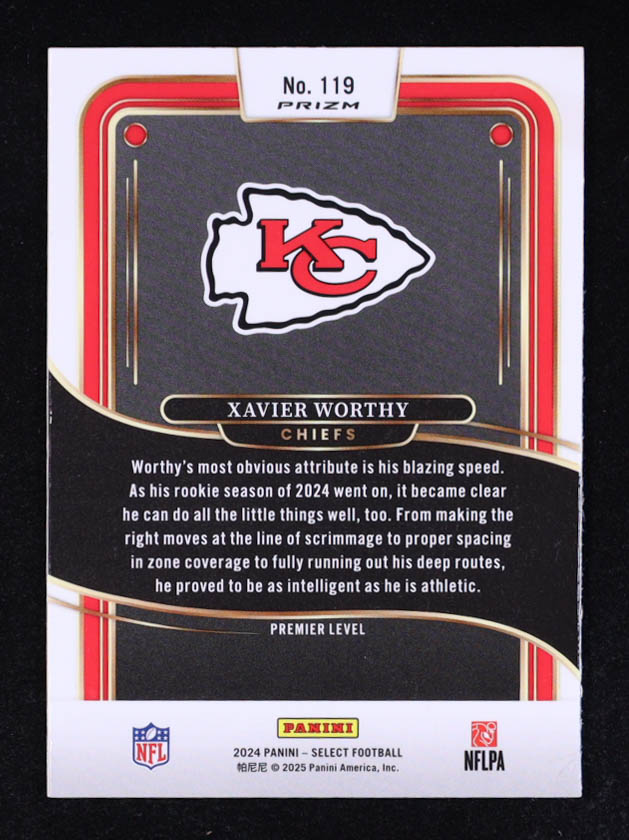 No. 119
PRIZM
KC
XAVIER WORTHY
CHIEFS
Worthy's most obvious attribute is his blazing speed.
As his rookie season of 2024 went on, it became clear
he can do all the little things well, too. From making the
right moves at the line of scrimmage to proper spacing
in zone coverage to fully running out his deep routes,
he proved to be as intelligent as he is athletic.
PREMIER LEVEL
NFL
PANINI
2024 PANINI – SELECT FOOTBALL
帕尼尼 © 2025 Panini America, Inc.
NFLPA